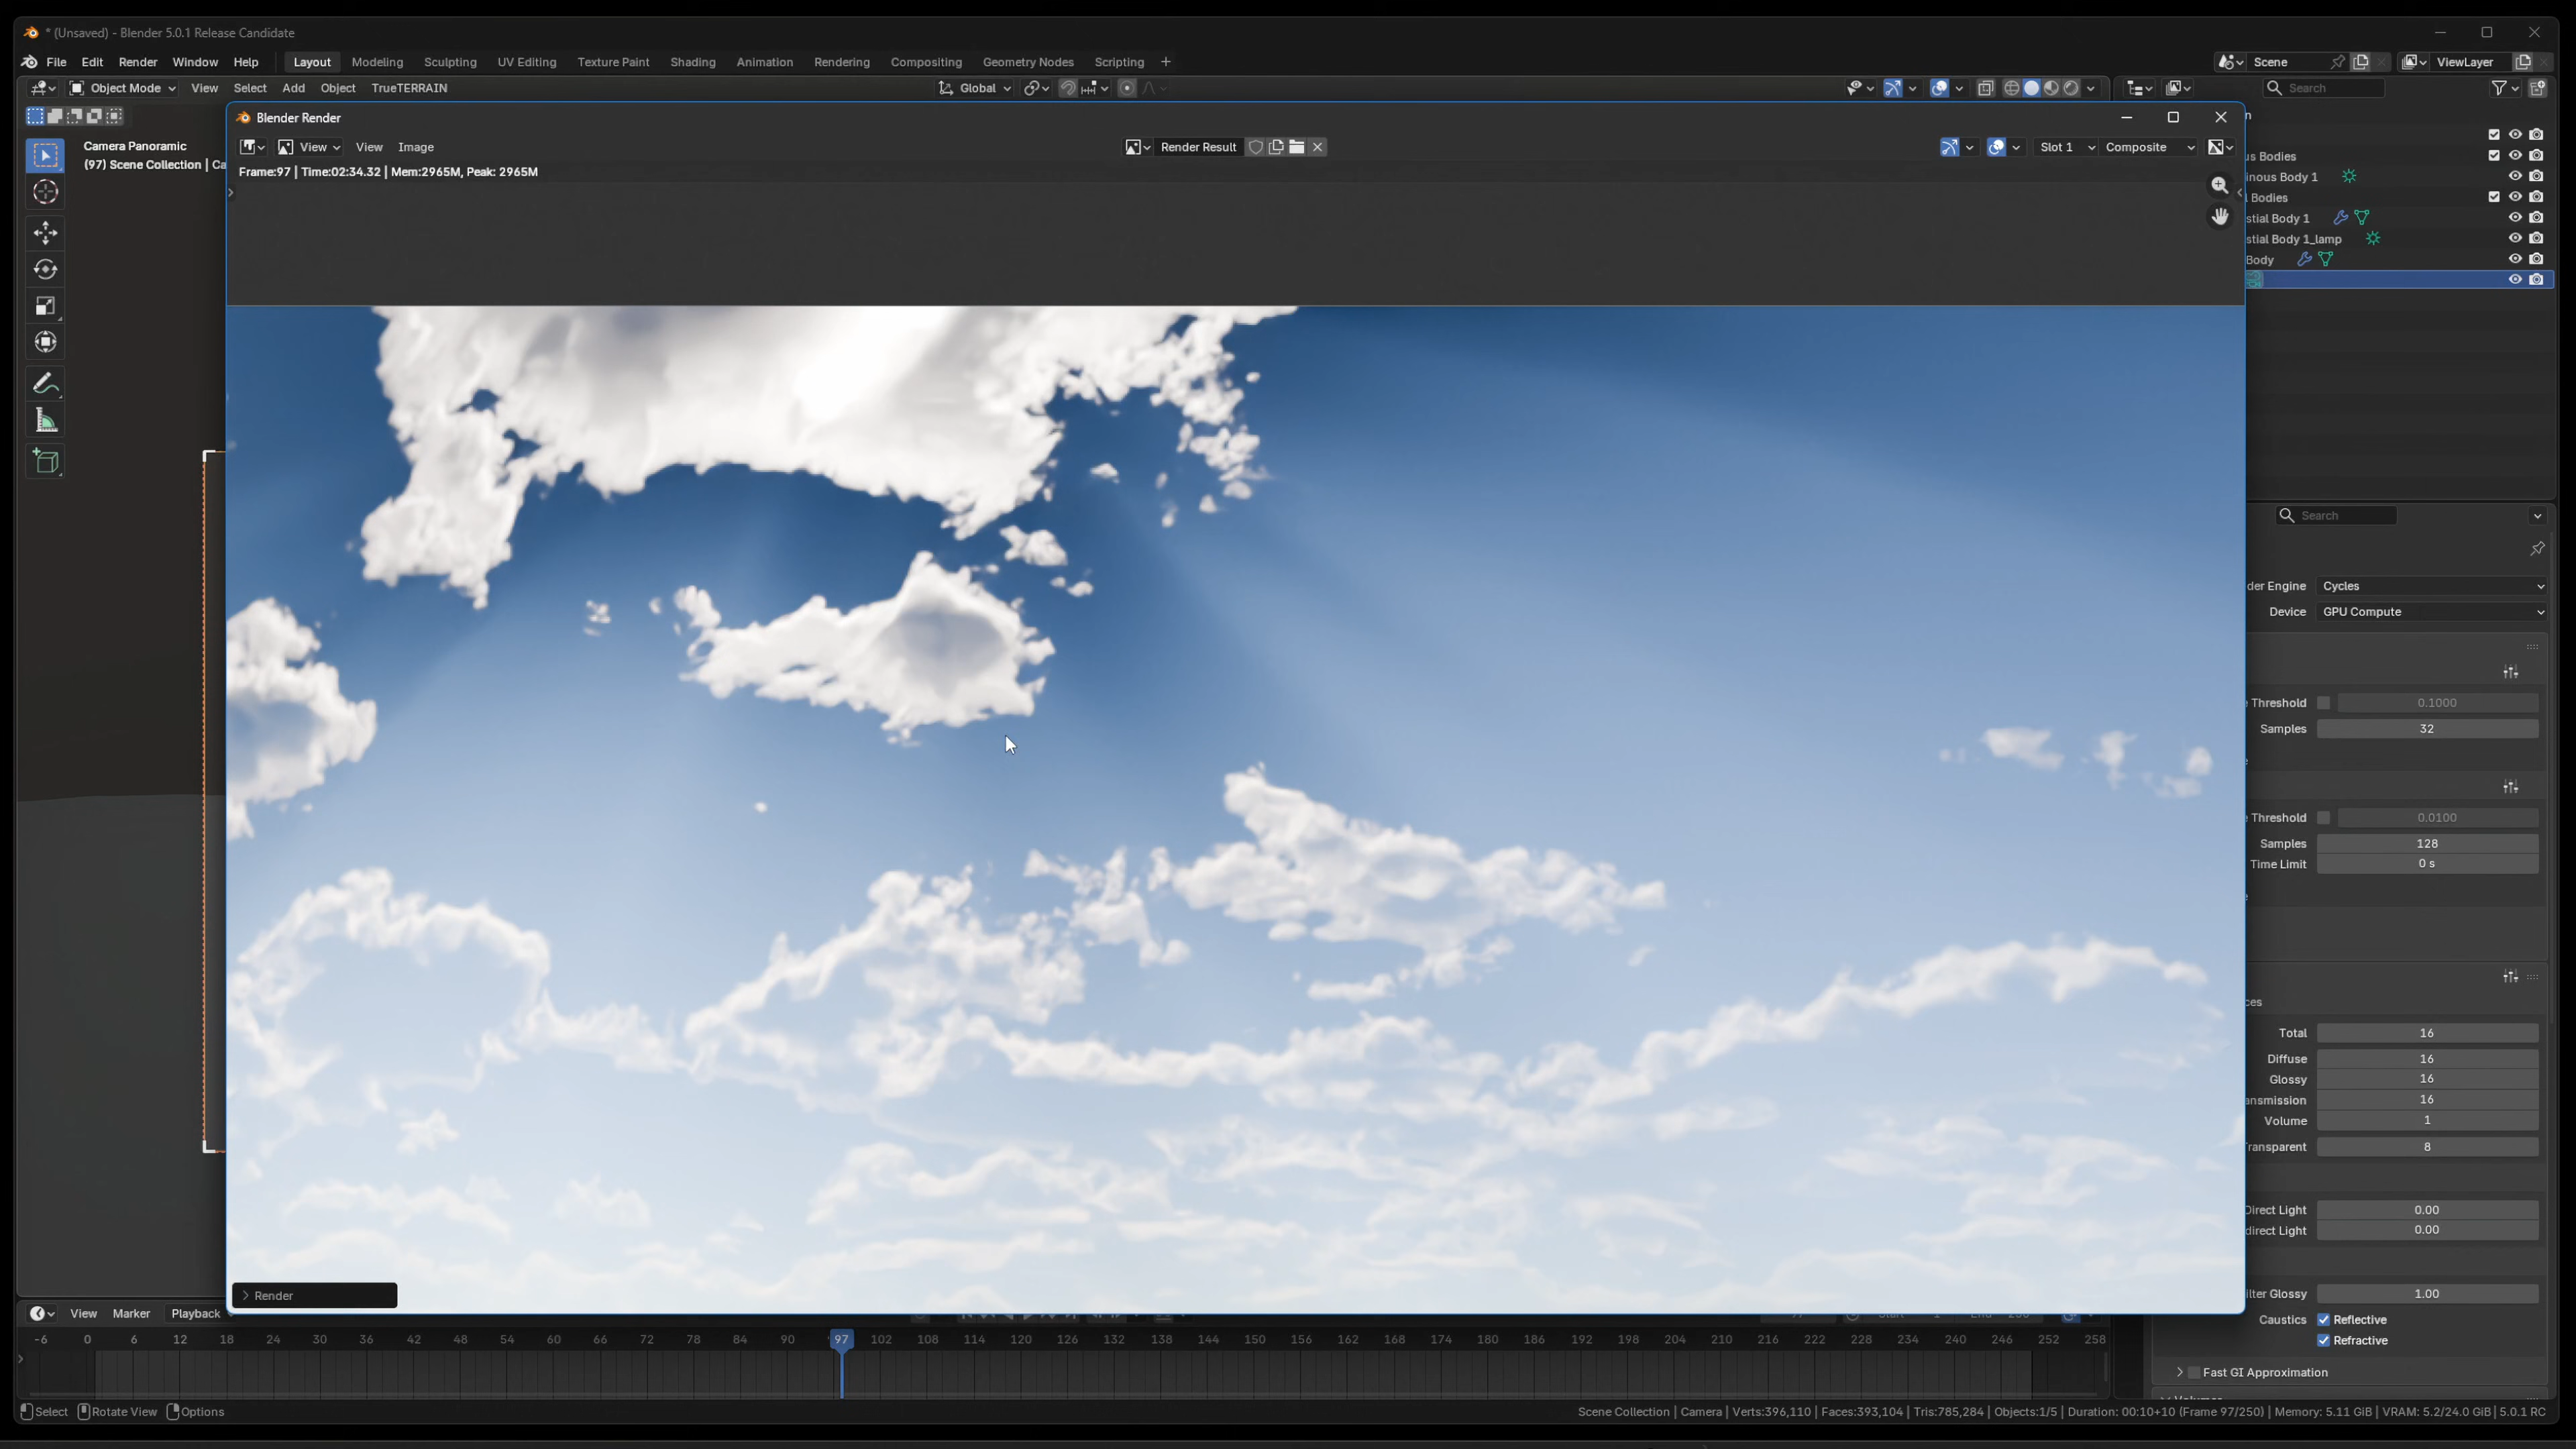 * (Unsaved) - Blender 5.0.1 Release Candidate
File Edit Render Window Help Layout Modeling Sculpting UV Editing Texture Paint Shading Animation Rendering Compositing Geometry Nodes Scripting + Scene ViewLayer
Object Mode View Select Add Object TrueTERRAIN Global Search
Blender Render
Camera Panoramic
(97) Scene Collection | Ca
View View Image Render Result Slot 1 Composite
Frame:97 | Time:02:34.32 | Mem:2965M, Peak: 2965M
n
us Bodies
inous Body 1
l Bodies
stial Body 1
stial Body 1_lamp
Body
Search
der Engine Cycles
Device GPU Compute
e Threshold 0.1000
Samples 32
e
e Threshold 0.0100
Samples 128
Time Limit 0 s
e
ces
Total 16
Diffuse 16
Glossy 16
ansmission 16
Volume 1
ransparent 8
Direct Light 0.00
direct Light 0.00
ilter Glossy 1.00
Caustics Reflective
Refractive
Fast GI Approximation
Render
View Marker Playback
-6 0 6 12 18 24 30 36 42 48 54 60 66 72 78 84 90 97 102 108 114 120 126 132 138 144 150 156 162 168 174 180 186 192 198 204 210 216 222 228 234 240 246 252 258
Select Rotate View Options
Scene Collection | Camera | Verts:396,110 | Faces:393,104 | Tris:785,284 | Objects:1/5 | Duration: 00:10+10 (Frame 97/250) | Memory: 5.11 GiB | VRAM: 5.2/24.0 GiB | 5.0.1 RC